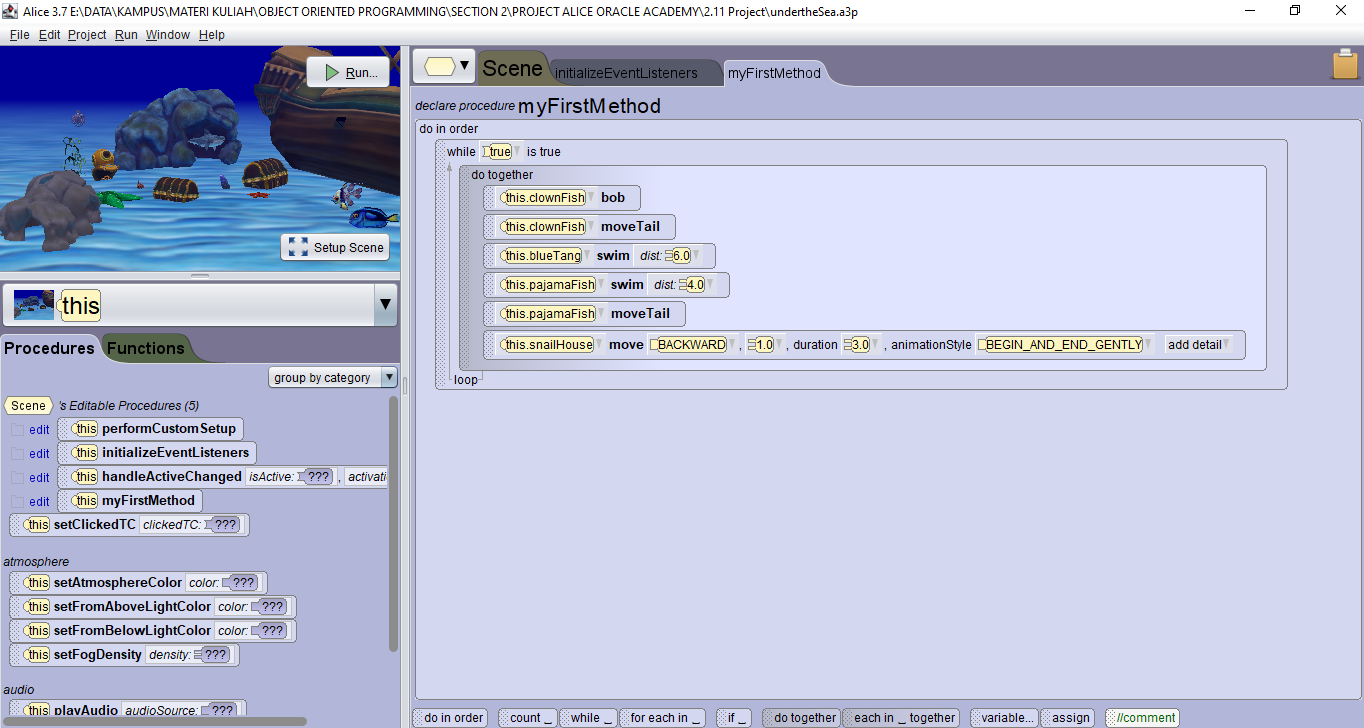 Alice 3.7 E:\DATA\KAMPUS\MATERI KULIAH\OBJECT ORIENTED PROGRAMMING\SECTION 2\PROJECT ALICE ORACLE ACADEMY\2.11 Project\undertheSea.a3p
File Edit Project Run Window Help
Run...
Setup Scene
this
Procedures Functions
group by category
Scene 's Editable Procedures (5)
edit this performCustomSetup
edit this initializeEventListeners
edit this handleActiveChanged isActive: ??? , activati
edit this myFirstMethod
this setClickedTC clickedTC: ???
atmosphere
this setAtmosphereColor color: ???
this setFromAboveLightColor color: ???
this setFromBelowLightColor color: ???
this setFogDensity density: ???
audio
this playAudio audioSource: ???
Scene initializeEventListeners myFirstMethod
declare procedure myFirstMethod
do in order
while true is true
do together
this.clownFish bob
this.clownFish moveTail
this.blueTang swim dist: 6.0
this.pajamaFish swim dist: 4.0
this.pajamaFish moveTail
this.snailHouse move BACKWARD , 1.0 , duration 3.0 , animationStyle BEGIN_AND_END_GENTLY add detail
loop
do in order count _ while _ for each in _ if _ do together each in _ together variable... assign //comment